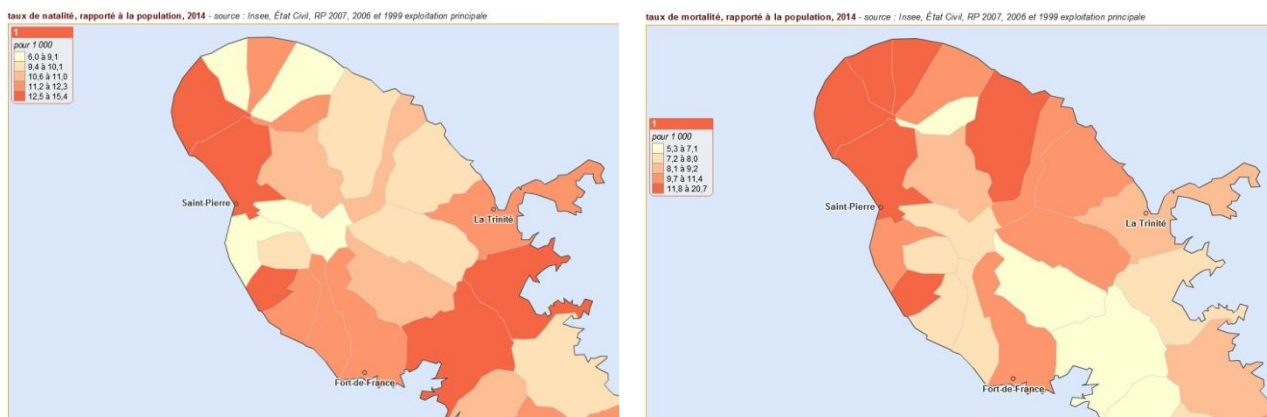 taux de natalité, rapporté à la population, 2014 - source : Insee, État Civil, RP 2007, 2006 et 1999 exploitation principale
1
pour 1 000
6,0 à 9,1
9,4 à 10,1
10,6 à 11,0
11,2 à 12,3
12,5 à 15,4
Saint-Pierre
La Trinité
Fort-de-France
taux de mortalité, rapporté à la population, 2014 - source : Insee, État Civil, RP 2007, 2006 et 1999 exploitation principale
1
pour 1 000
5,3 à 7,1
7,2 à 8,0
8,1 à 9,2
9,7 à 11,4
11,8 à 20,7
Saint-Pierre
La Trinité
Fort-de-France